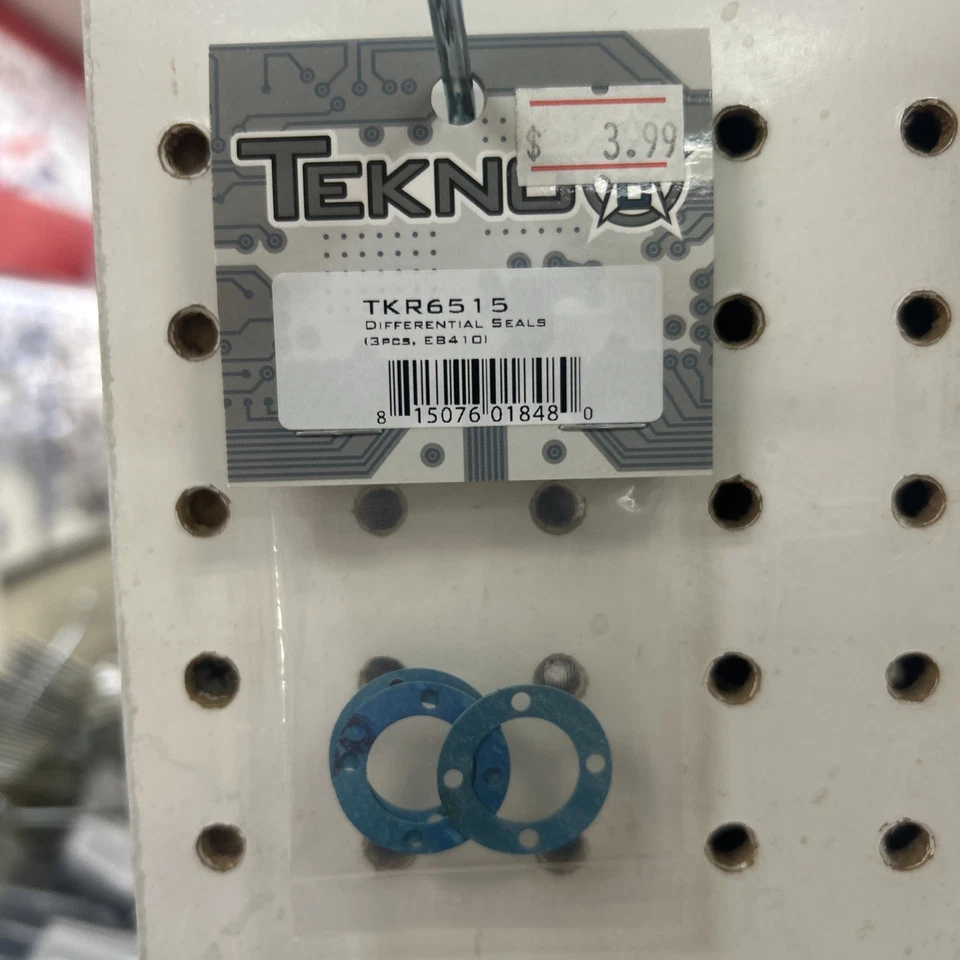 $ 3.99
TEKNO
TKR6515
DIFFERENTIAL SEALS
(3PCS, EB410)
8 15076 01848 0